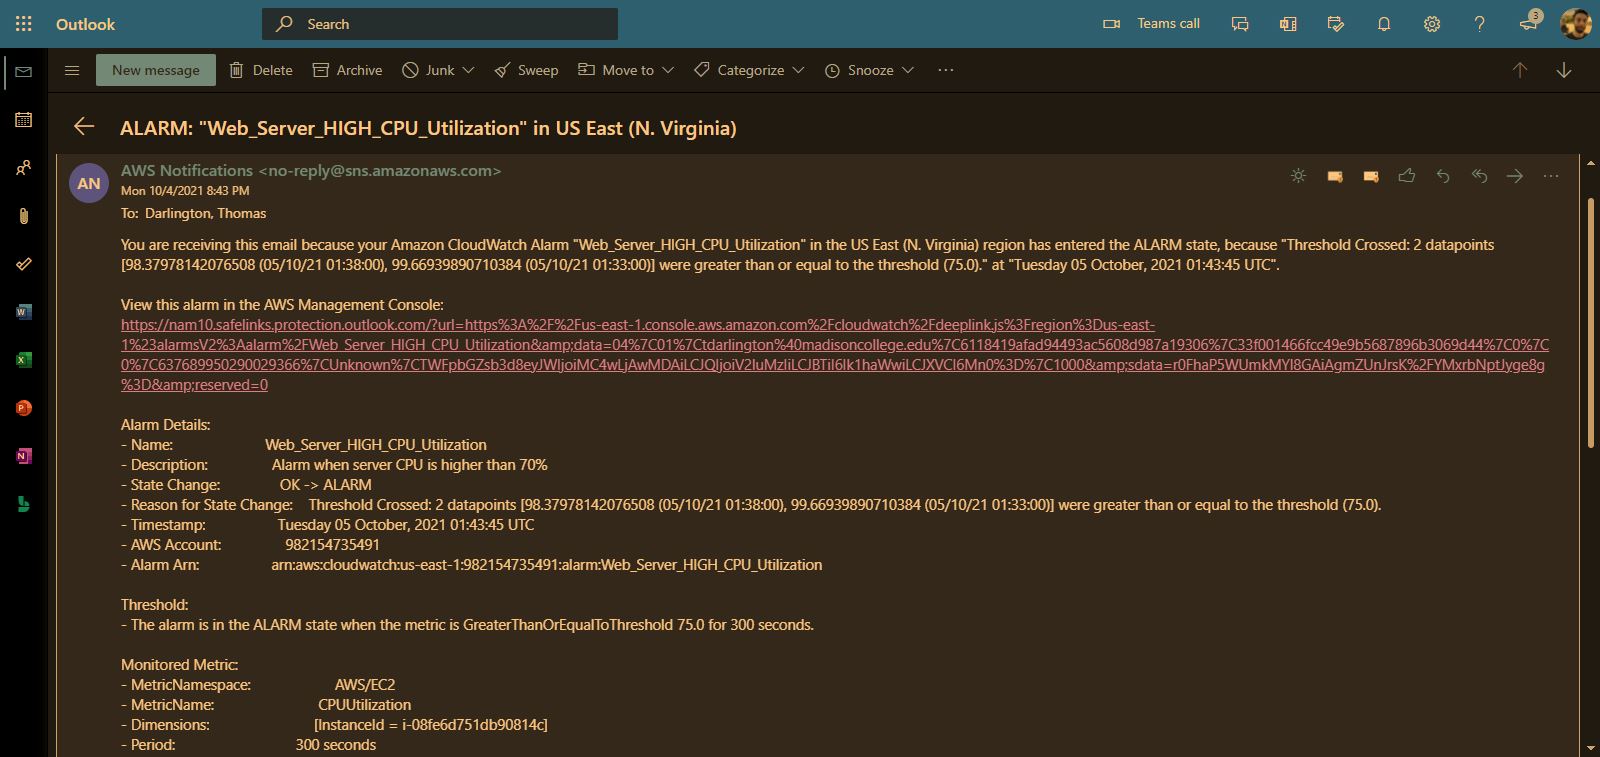 Outlook
Search
Teams call
3
New message
Delete
Archive
Junk
Sweep
Move to
Categorize
Snooze
ALARM: "Web_Server_HIGH_CPU_Utilization" in US East (N. Virginia)
AN
AWS Notifications <no-reply@sns.amazonaws.com>
Mon 10/4/2021 8:43 PM
To: Darlington, Thomas
You are receiving this email because your Amazon CloudWatch Alarm "Web_Server_HIGH_CPU_Utilization" in the US East (N. Virginia) region has entered the ALARM state, because "Threshold Crossed: 2 datapoints
[98.37978142076508 (05/10/21 01:38:00), 99.66939890710384 (05/10/21 01:33:00)] were greater than or equal to the threshold (75.0)." at "Tuesday 05 October, 2021 01:43:45 UTC".
View this alarm in the AWS Management Console:
https://nam10.safelinks.protection.outlook.com/?url=https%3A%2F%2Fus-east-1.console.aws.amazon.com%2Fcloudwatch%2Fdeeplink.js%3Fregion%3Dus-east-
1%23alarmsV2%3Aalarm%2FWeb_Server_HIGH_CPU_Utilization&amp;data=04%7C01%7Ctdarlington%40madisoncollege.edu%7C6118419afad94493ac5608d987a19306%7C33f001466fcc49e9b5687896b3069d44%7C0%7C
0%7C637689950290029366%7CUnknown%7CTWFpbGZsb3d8eyJWIjoiMC4wLjAwMDAiLCJQIjoiV2luMzIiLCJBTiI6Ik1haWwiLCJXVCI6Mn0%3D%7C1000&amp;sdata=r0FhaP5WUmkMYl8GAiAgmZUnJrsK%2FYMxrbNptJyge8g
%3D&amp;reserved=0
Alarm Details:
- Name: Web_Server_HIGH_CPU_Utilization
- Description: Alarm when server CPU is higher than 70%
- State Change: OK -> ALARM
- Reason for State Change: Threshold Crossed: 2 datapoints [98.37978142076508 (05/10/21 01:38:00), 99.66939890710384 (05/10/21 01:33:00)] were greater than or equal to the threshold (75.0).
- Timestamp: Tuesday 05 October, 2021 01:43:45 UTC
- AWS Account: 982154735491
- Alarm Arn: arn:aws:cloudwatch:us-east-1:982154735491:alarm:Web_Server_HIGH_CPU_Utilization
Threshold:
- The alarm is in the ALARM state when the metric is GreaterThanOrEqualToThreshold 75.0 for 300 seconds.
Monitored Metric:
- MetricNamespace: AWS/EC2
- MetricName: CPUUtilization
- Dimensions: [InstanceId = i-08fe6d751db90814c]
- Period: 300 seconds